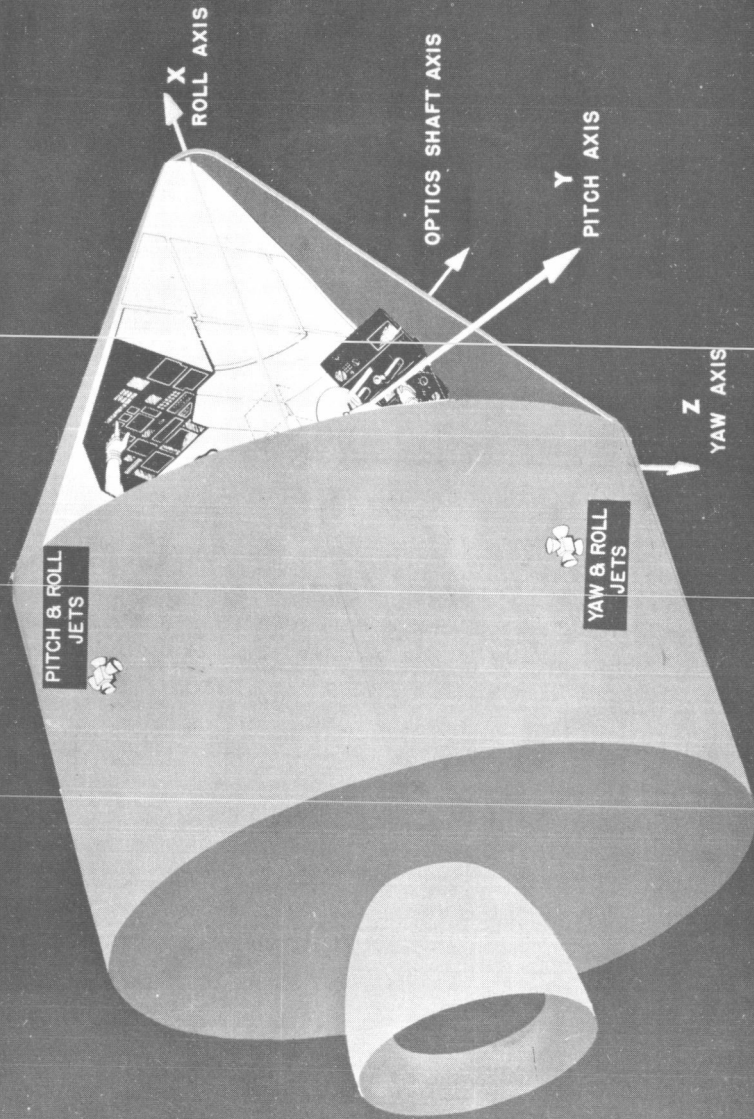 X
ROLL AXIS
OPTICS SHAFT AXIS
Y
PITCH AXIS
Z
YAW AXIS
PITCH & ROLL
JETS
YAW & ROLL
JETS